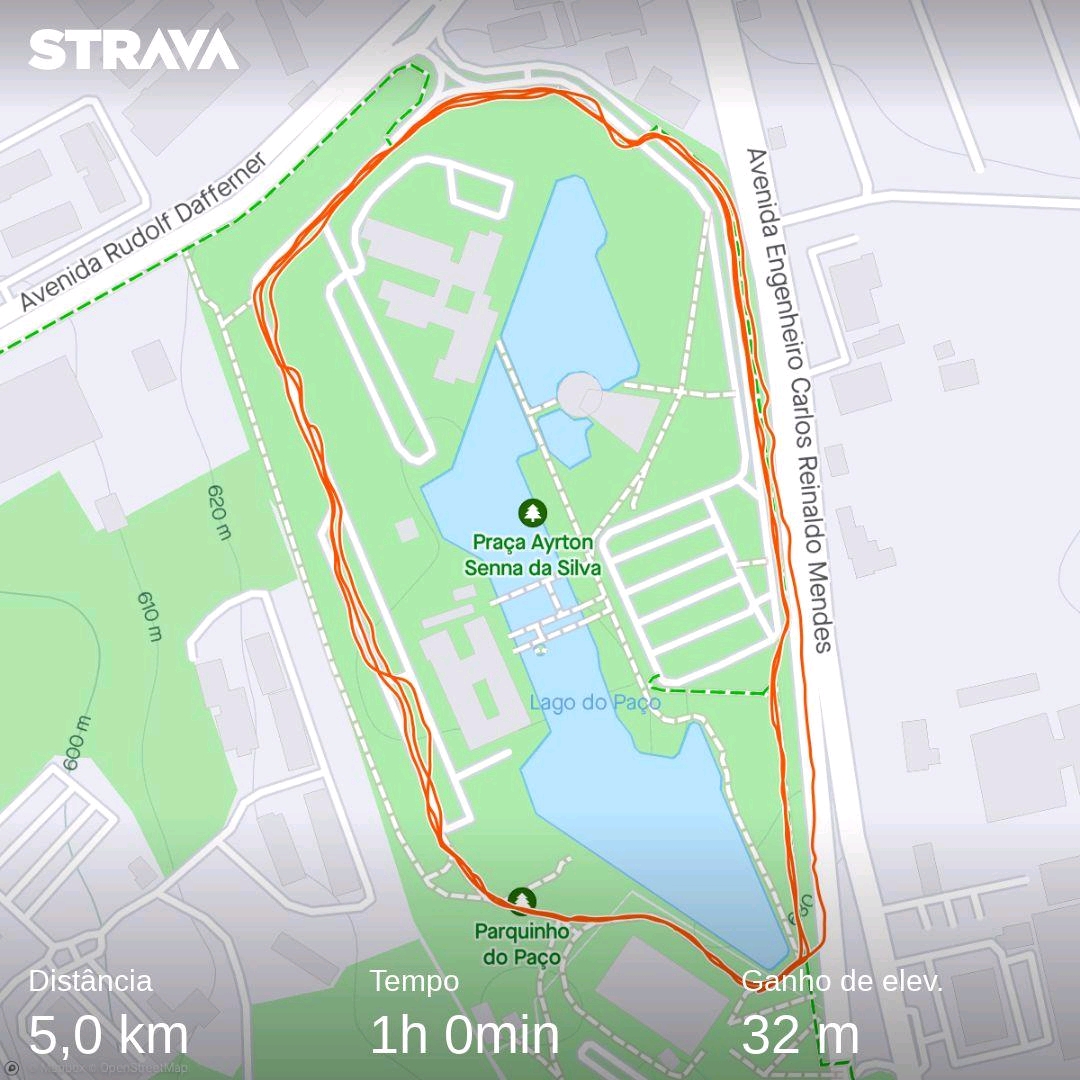 STRAVA
Avenida Rudolf Dafferner
Avenida Engenheiro Carlos Reinaldo Mendes
620 m
Praça Ayrton
Senna da Silva
610 m
Lago do Paço
600 m
Parquinho
do Paço
Distância
Tempo
Ganho de elev.
5,0 km
1h 0min
32 m
© Mapbox © OpenStreetMap